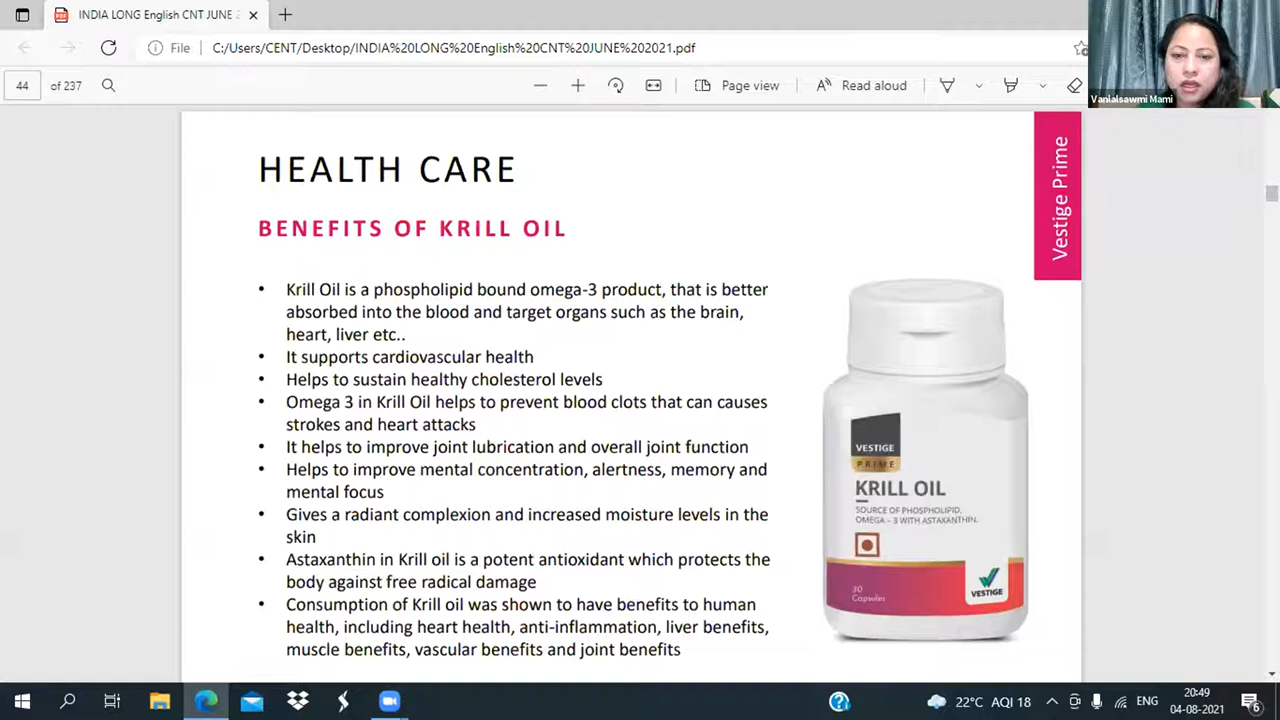 INDIA LONG English CNT JUNE 2
File
C:/Users/CENT/Desktop/INDIA%20LONG%20English%20CNT%20JUNE%202021.pdf
44 of 237
Page view
Read aloud
Vanlalsawmi Mami
Vestige Prime
HEALTH CARE
BENEFITS OF KRILL OIL
• Krill Oil is a phospholipid bound omega-3 product, that is better
absorbed into the blood and target organs such as the brain,
heart, liver etc..
• It supports cardiovascular health
• Helps to sustain healthy cholesterol levels
• Omega 3 in Krill Oil helps to prevent blood clots that can causes
strokes and heart attacks
• It helps to improve joint lubrication and overall joint function
• Helps to improve mental concentration, alertness, memory and
mental focus
• Gives a radiant complexion and increased moisture levels in the
skin
• Astaxanthin in Krill oil is a potent antioxidant which protects the
body against free radical damage
• Consumption of Krill oil was shown to have benefits to human
health, including heart health, anti-inflammation, liver benefits,
muscle benefits, vascular benefits and joint benefits
VESTIGE
PRIME
KRILL OIL
SOURCE OF PHOSPHOLIPID,
OMEGA – 3 WITH ASTAXANTHIN.
30
Capsules
VESTIGE
22°C AQI 18
ENG
20:49
04-08-2021
6